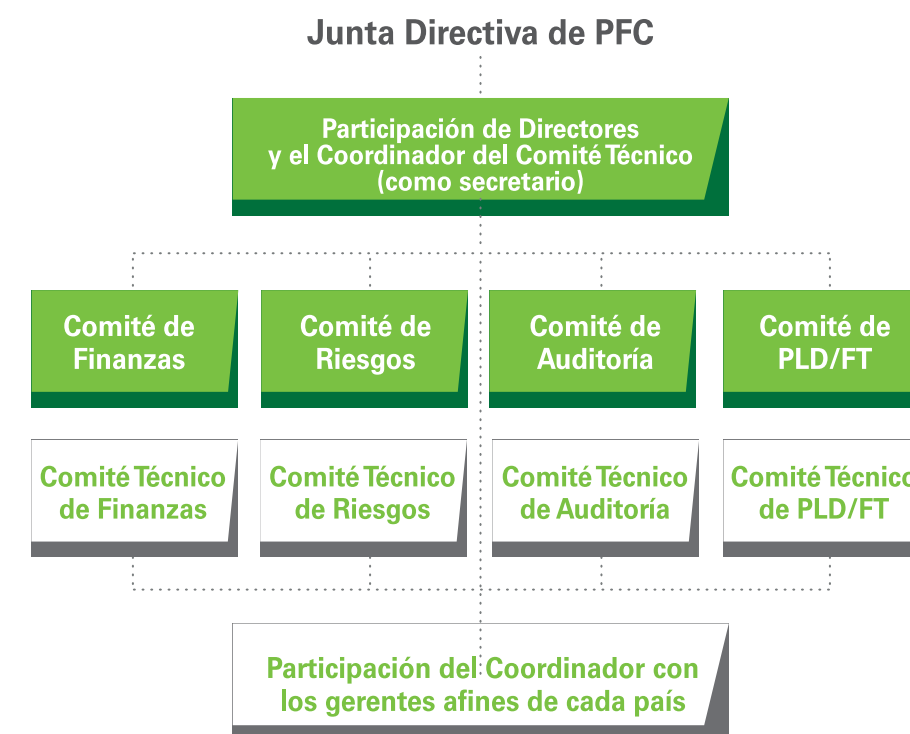 Junta Directiva de PFC
Participación de Directores
y el Coordinador del Comité Técnico
(como secretario)
Comité de
Finanzas
Comité de
Riesgos
Comité de
Auditoría
Comité de
PLD/FT
Comité Técnico
de Finanzas
Comité Técnico
de Riesgos
Comité Técnico
de Auditoría
Comité Técnico
de PLD/FT
Participación del Coordinador con
los gerentes afines de cada país